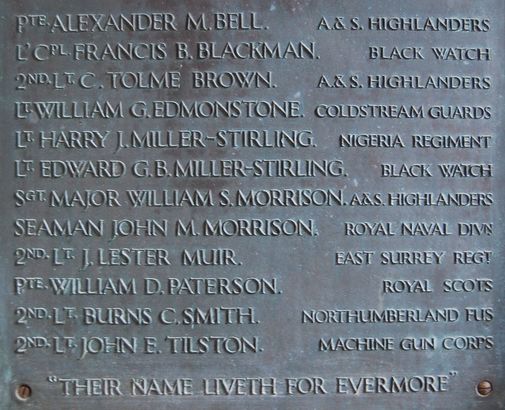 PTE. ALEXANDER M. BELL. A.& S. HIGHLANDERS
L'CPL. FRANCIS B. BLACKMAN. BLACK WATCH
2ND. LT. C. TOLMÉ BROWN. A.& S. HIGHLANDERS
LT. WILLIAM G. EDMONSTONE. COLDSTREAM GUARDS
LT. HARRY J. MILLER-STIRLING. NIGERIA REGIMENT
LT. EDWARD G. B. MILLER-STIRLING. BLACK WATCH
SGT. MAJOR WILLIAM S. MORRISON. A.& S. HIGHLANDERS
SEAMAN JOHN M. MORRISON. ROYAL NAVAL DIVN
2ND. LT. J. LESTER MUIR. EAST SURREY REGT
PTE. WILLIAM D. PATERSON. ROYAL SCOTS
2ND. LT. BURNS C. SMITH. NORTHUMBERLAND FUS
2ND. LT. JOHN E. TILSTON. MACHINE GUN CORPS
"THEIR NAME LIVETH FOR EVERMORE"